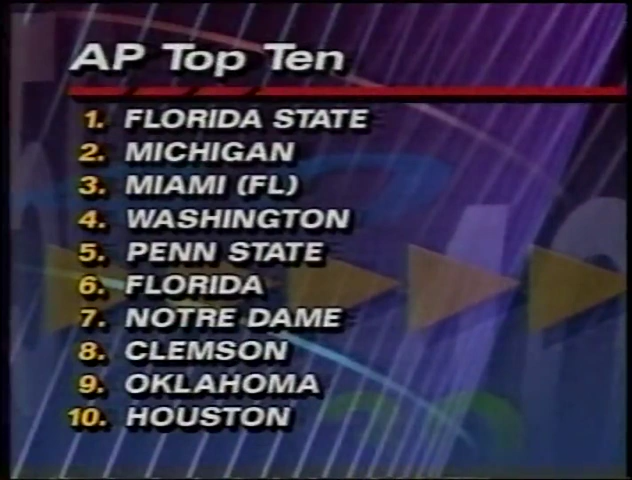 AP Top Ten
1. FLORIDA STATE
2. MICHIGAN
3. MIAMI (FL)
4. WASHINGTON
5. PENN STATE
6. FLORIDA
7. NOTRE DAME
8. CLEMSON
9. OKLAHOMA
10. HOUSTON